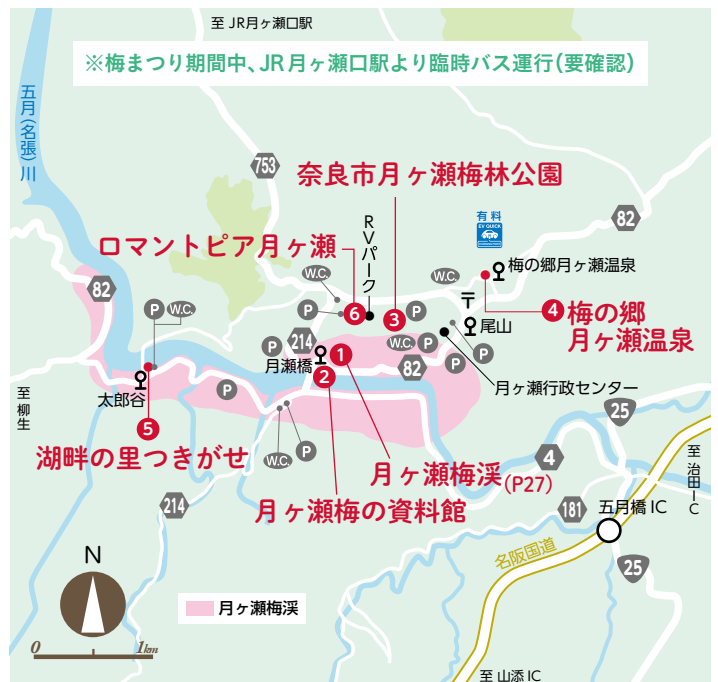 至 JR月ヶ瀬口駅
※梅まつり期間中、JR月ヶ瀬口駅より臨時バス運行(要確認)
五月(名張)川
753
奈良市月ヶ瀬梅林公園
82
有料
EV QUICK
RVパーク
ロマントピア月ヶ瀬
W.C.
W.C.
梅の郷月ヶ瀬温泉
82
P
W.C.
P
P
6
3
P
〒
尾山
4 梅の郷
月ヶ瀬温泉
214
P
月瀬橋
1
W.C.
P
2
82
P
月ヶ瀬行政センター
太郎谷
P
至柳生
25
5
W.C.
P
湖畔の里つきがせ
月ヶ瀬梅渓(P27)
4
至治田IC
214
月ヶ瀬梅の資料館
181
五月橋IC
名阪国道
25
N
月ヶ瀬梅渓
0 1km
至 山添IC